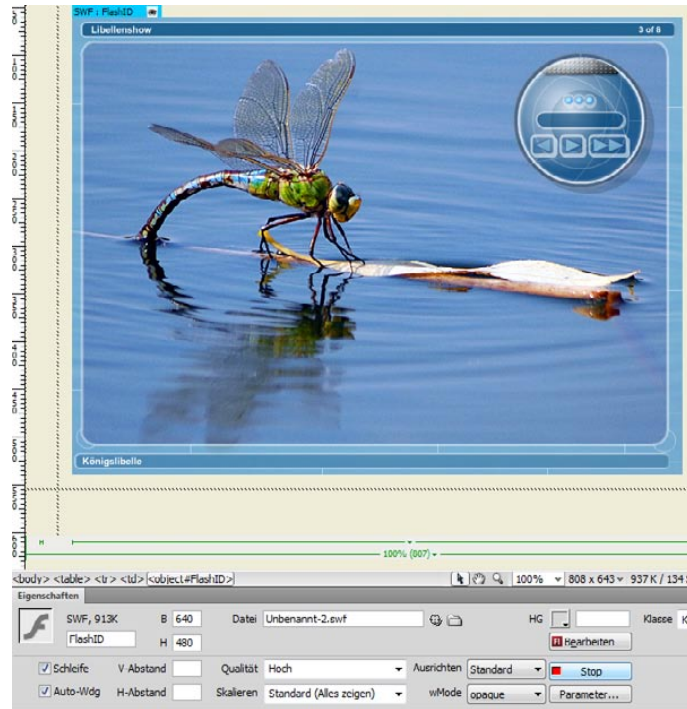 SWF : FlashID
Libellenshow 3 of 8
Königslibelle
100% (807)
<body> <table> <tr> <td> <object#FlashID> 100% 808 x 643 937 K / 134
Eigenschaften
SWF, 913K B 640 Datei Unbenannt-2.swf HG Klasse K
FlashID H 480 Bearbeiten
Schleife V-Abstand Qualität Hoch Ausrichten Standard Stop
Auto-Wdg H-Abstand Skalieren Standard (Alles zeigen) wMode opaque Parameter...